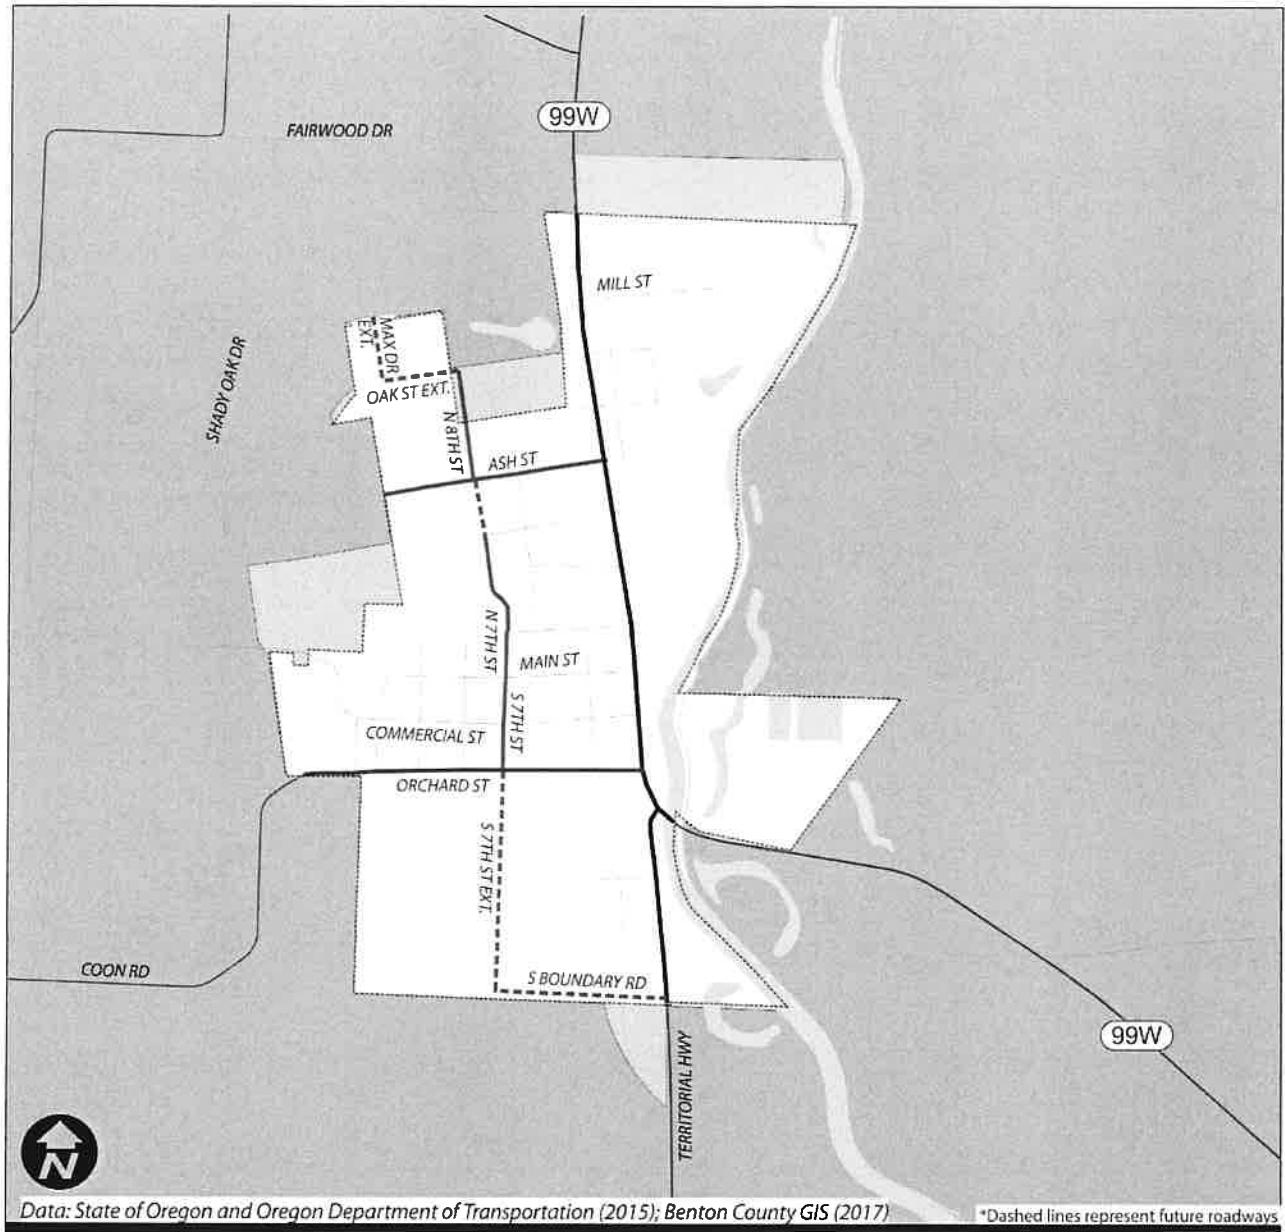 99W
FAIRWOOD DR
MILL ST
MAX DR
EXT.
SHADY OAK DR
OAK ST EXT.
N 8TH ST
ASH ST
N 7TH ST
MAIN ST
S 7TH ST
COMMERCIAL ST
ORCHARD ST
S 7TH ST EXT.
COON RD
S BOUNDARY RD
99W
TERRITORIAL HWY
N
Data: State of Oregon and Oregon Department of Transportation (2015); Benton County GIS (2017)
*Dashed lines represent future roadways